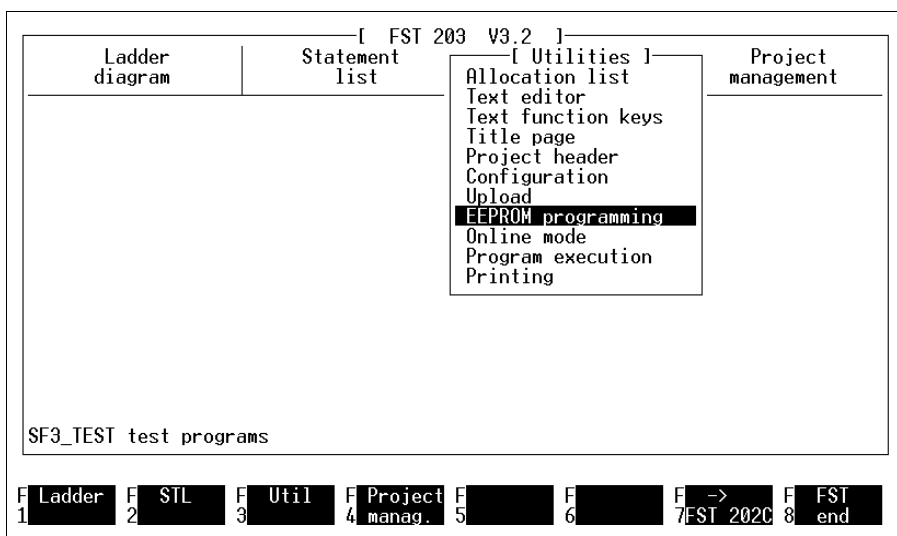 [ FST 203 V3.2 ]
Ladder diagram
Statement list
[ Utilities ]
Allocation list
Text editor
Text function keys
Title page
Project header
Configuration
Upload
EEPROM programming
Online mode
Program execution
Printing
Project management
SF3_TEST test programs
F1 Ladder
F2 STL
F3 Util
F4 Project manag.
F5
F6
F7 -> FST 202C
F8 FST end